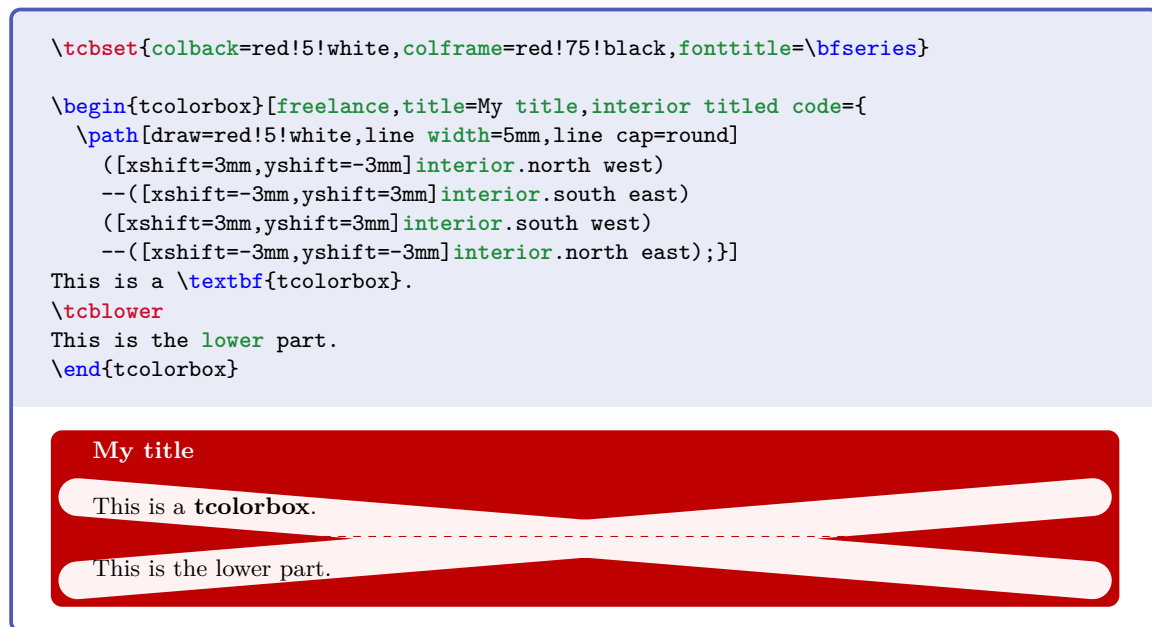 \tcbset{colback=red!5!white,colframe=red!75!black,fonttitle=\bfseries}
\begin{tcolorbox}[freelance,title=My title,interior titled code={
\path[draw=red!5!white,line width=5mm,line cap=round]
([xshift=3mm,yshift=-3mm]interior.north west)
--([xshift=-3mm,yshift=3mm]interior.south east)
([xshift=3mm,yshift=3mm]interior.south west)
--([xshift=-3mm,yshift=-3mm]interior.north east);}]
This is a \textbf{tcolorbox}.
\tcblower
This is the lower part.
\end{tcolorbox}
My title
This is a tcolorbox.
This is the lower part.